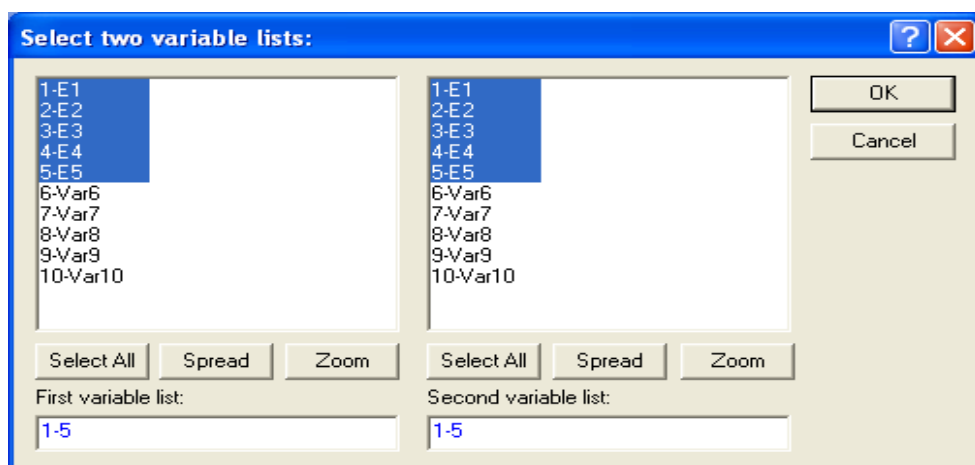 Select two variable lists:
1-E1
2-E2
3-E3
4-E4
5-E5
6-Var6
7-Var7
8-Var8
9-Var9
10-Var10
1-E1
2-E2
3-E3
4-E4
5-E5
6-Var6
7-Var7
8-Var8
9-Var9
10-Var10
OK
Cancel
Select All Spread Zoom
Select All Spread Zoom
First variable list:
1-5
Second variable list:
1-5